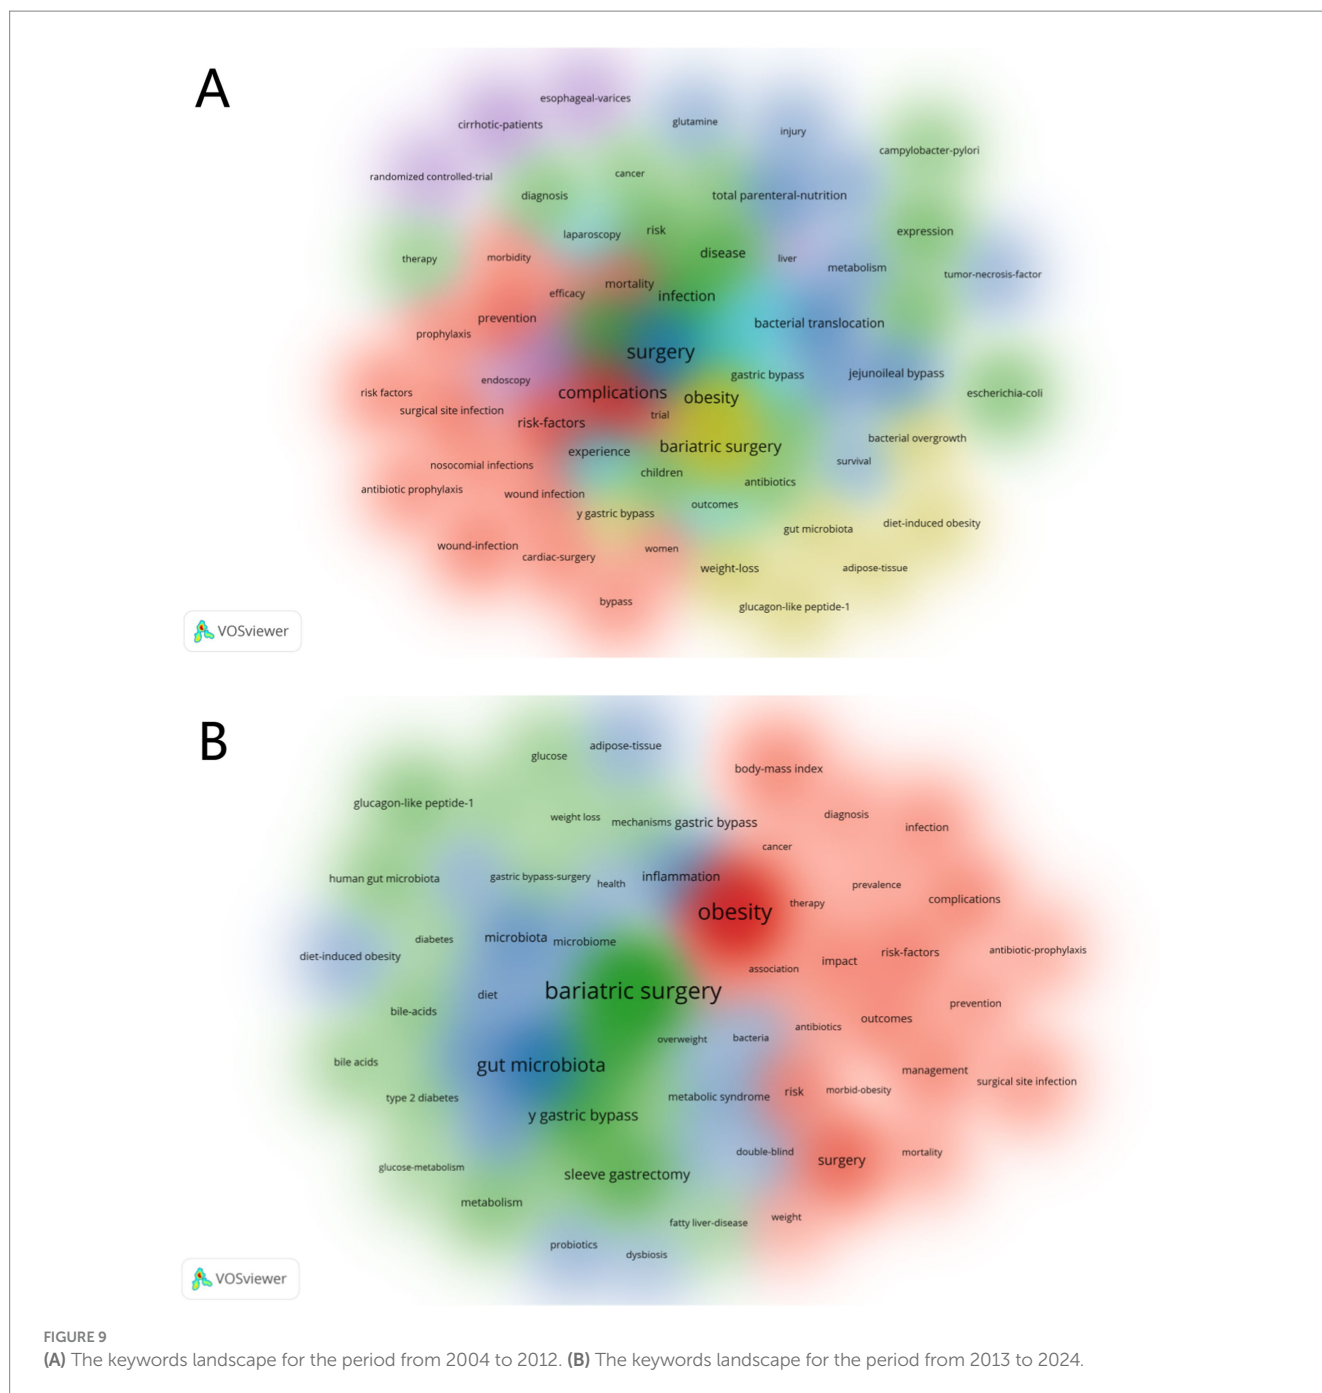 A
esophageal-varices
cirrhotic-patients
glutamine
injury
campylobacter-pylori
randomized controlled-trial
cancer
diagnosis
total parenteral-nutrition
laparoscopy
risk
expression
therapy
morbidity
disease
liver
metabolism
tumor-necrosis-factor
efficacy
mortality
infection
prevention
prophylaxis
bacterial translocation
surgery
endoscopy
gastric bypass
jejunoileal bypass
risk factors
complications
obesity
escherichia-coli
surgical site infection
trial
risk-factors
bariatric surgery
bacterial overgrowth
experience
nosocomial infections
children
survival
antibiotic prophylaxis
wound infection
antibiotics
y gastric bypass
outcomes
gut microbiota
diet-induced obesity
wound-infection
cardiac-surgery
women
weight-loss
adipose-tissue
bypass
glucagon-like peptide-1
VOSviewer
B
glucose
adipose-tissue
body-mass index
glucagon-like peptide-1
weight loss
mechanisms
gastric bypass
diagnosis
infection
cancer
human gut microbiota
gastric bypass-surgery
health
inflammation
prevalence
therapy
complications
obesity
diabetes
microbiota
microbiome
diet-induced obesity
association
impact
risk-factors
antibiotic-prophylaxis
diet
bariatric surgery
prevention
bile-acids
antibiotics
outcomes
overweight
bacteria
bile acids
gut microbiota
management
surgical site infection
type 2 diabetes
metabolic syndrome
risk
morbid-obesity
y gastric bypass
double-blind
surgery
mortality
glucose-metabolism
sleeve gastrectomy
metabolism
fatty liver-disease
weight
probiotics
dysbiosis
VOSviewer
FIGURE 9
(A) The keywords landscape for the period from 2004 to 2012. (B) The keywords landscape for the period from 2013 to 2024.